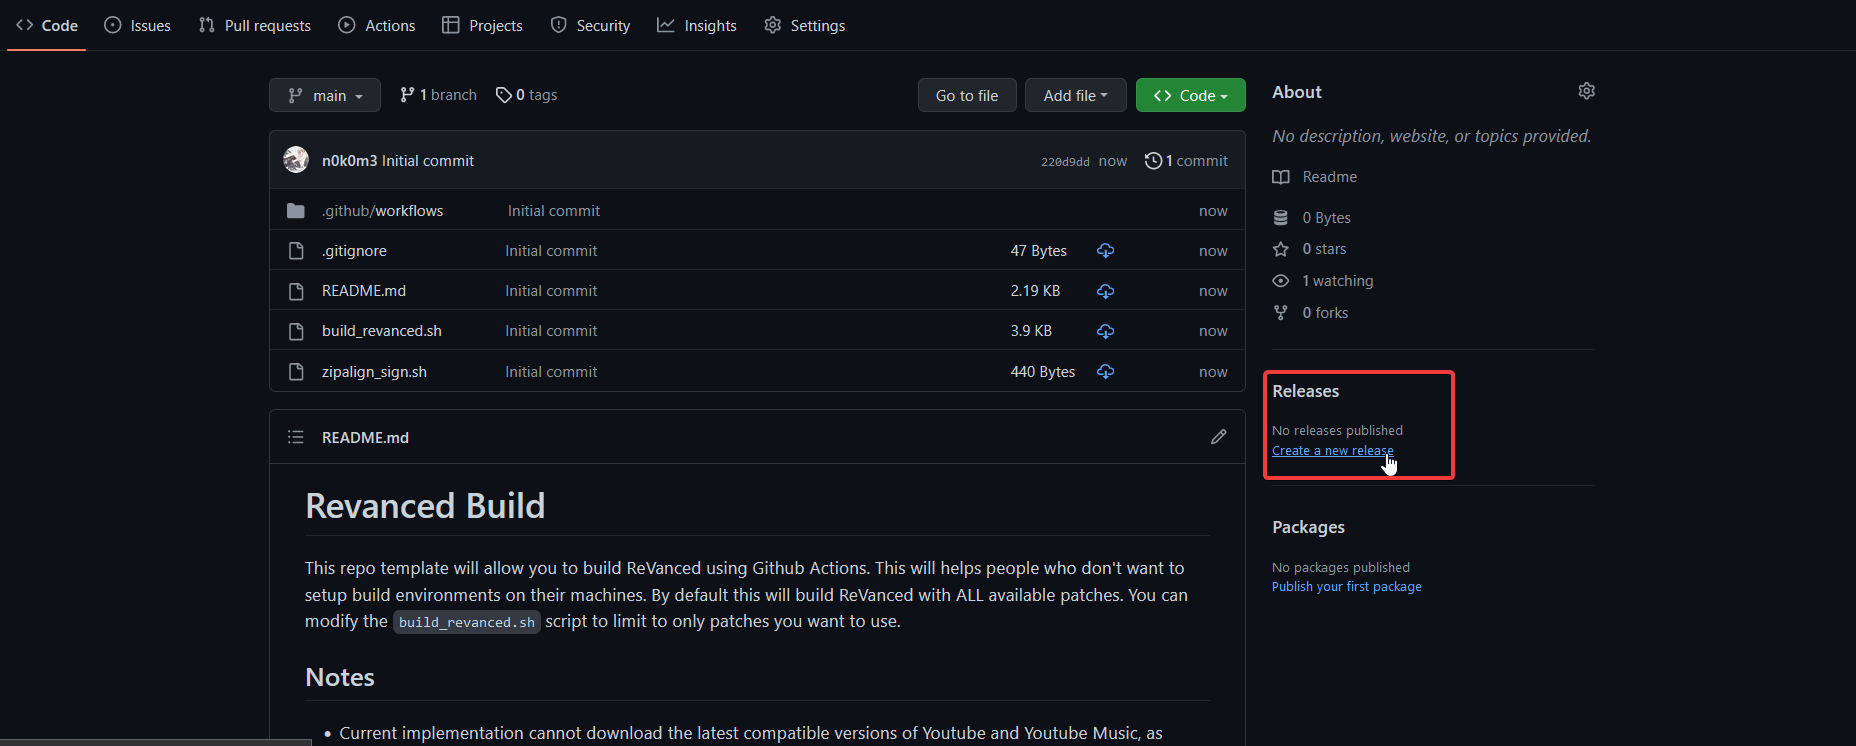 Code Issues Pull requests Actions Projects Security Insights Settings
main 1 branch 0 tags Go to file Add file Code
n0k0m3 Initial commit 220d9dd now 1 commit
.github/workflows Initial commit now
.gitignore Initial commit 47 Bytes now
README.md Initial commit 2.19 KB now
build_revanced.sh Initial commit 3.9 KB now
zipalign_sign.sh Initial commit 440 Bytes now
README.md
Revanced Build
This repo template will allow you to build ReVanced using Github Actions. This will helps people who don't want to
setup build environments on their machines. By default this will build ReVanced with ALL available patches. You can
modify the build_revanced.sh script to limit to only patches you want to use.
Notes
• Current implementation cannot download the latest compatible versions of Youtube and Youtube Music, as
About
No description, website, or topics provided.
Readme
0 Bytes
0 stars
1 watching
0 forks
Releases
No releases published
Create a new release
Packages
No packages published
Publish your first package